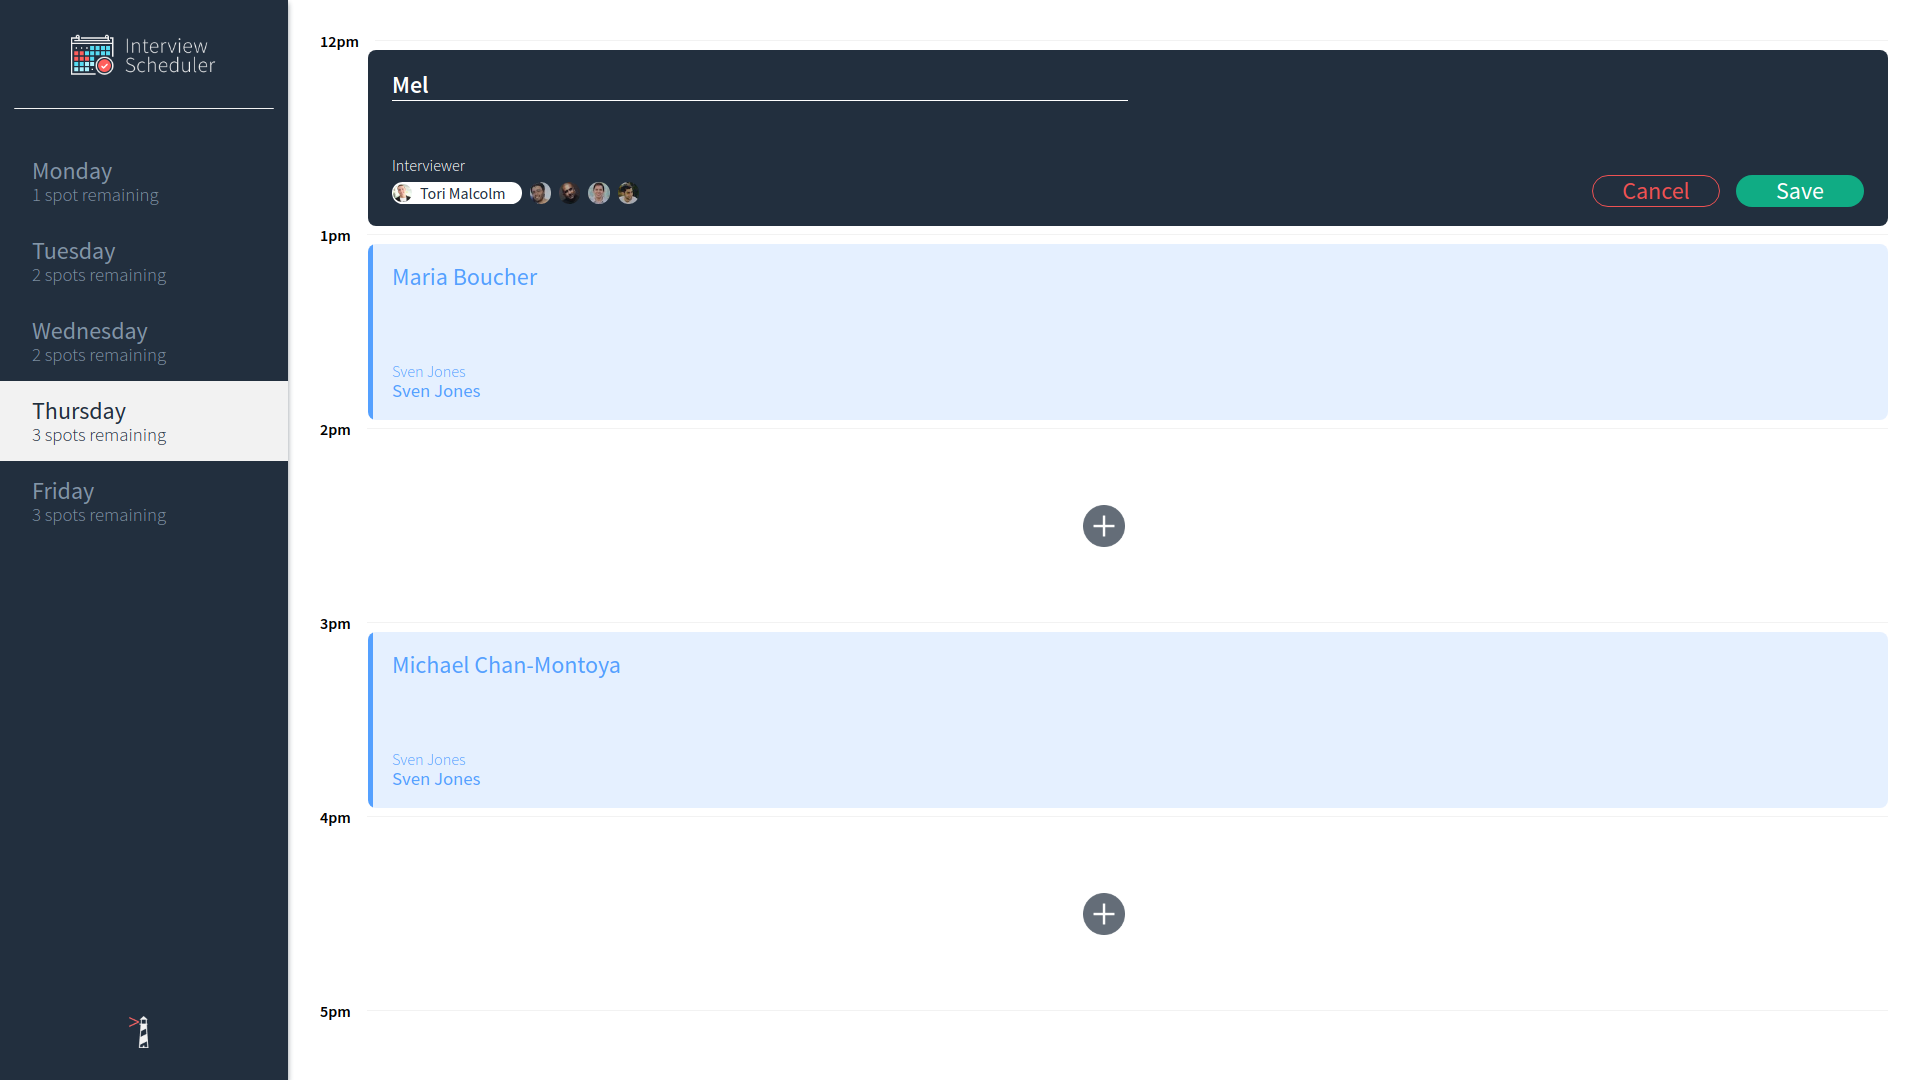 Interview
Scheduler
Monday
1 spot remaining
Tuesday
2 spots remaining
Wednesday
2 spots remaining
Thursday
3 spots remaining
Friday
3 spots remaining
12pm
Mel
Interviewer
Tori Malcolm
Cancel
Save
1pm
Maria Boucher
Sven Jones
Sven Jones
2pm
3pm
Michael Chan-Montoya
Sven Jones
Sven Jones
4pm
5pm